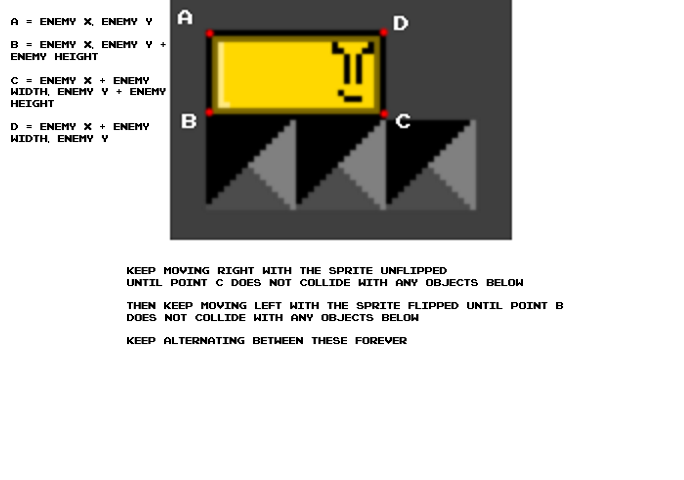 A = ENEMY X, ENEMY Y
B = ENEMY X, ENEMY Y +
ENEMY HEIGHT
C = ENEMY X + ENEMY
WIDTH, ENEMY Y + ENEMY
HEIGHT
D = ENEMY X + ENEMY
WIDTH, ENEMY Y
A
D
B
C
KEEP MOVING RIGHT WITH THE SPRITE UNFLIPPED
UNTIL POINT C DOES NOT COLLIDE WITH ANY OBJECTS BELOW
THEN KEEP MOVING LEFT WITH THE SPRITE FLIPPED UNTIL POINT B
DOES NOT COLLIDE WITH ANY OBJECTS BELOW
KEEP ALTERNATING BETWEEN THESE FOREVER